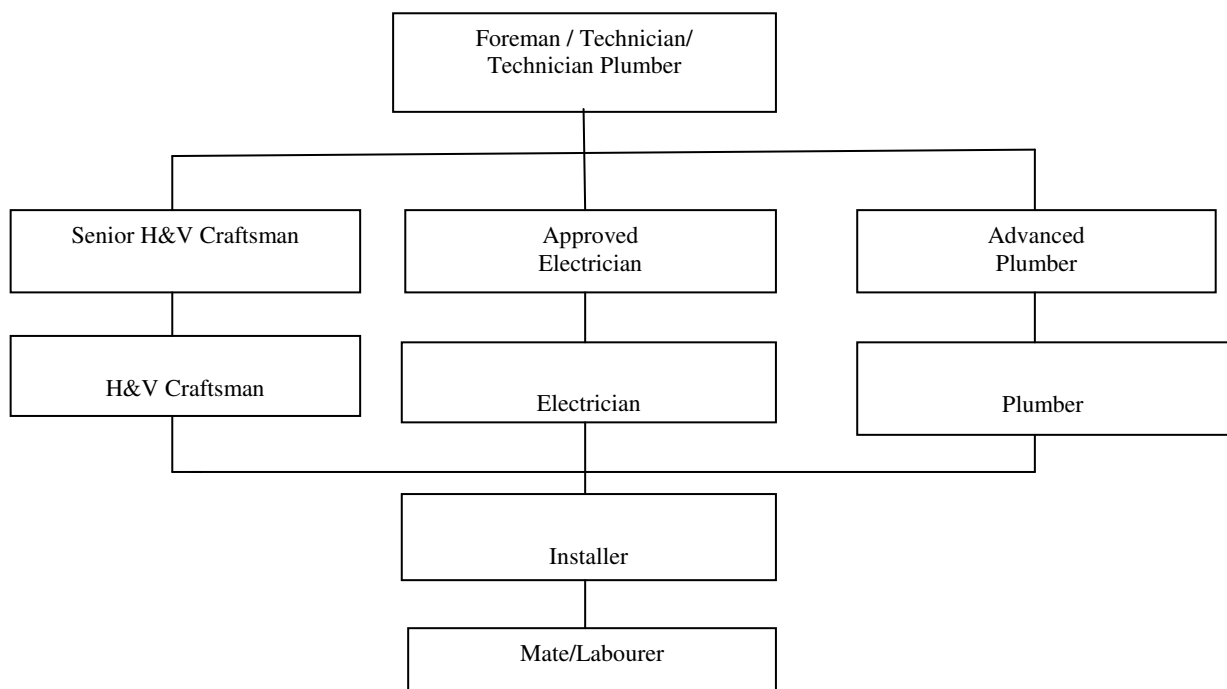 Foreman / Technician/
Technician Plumber
Senior H&V Craftsman
Approved
Electrician
Advanced
Plumber
H&V Craftsman
Electrician
Plumber
Installer
Mate/Labourer